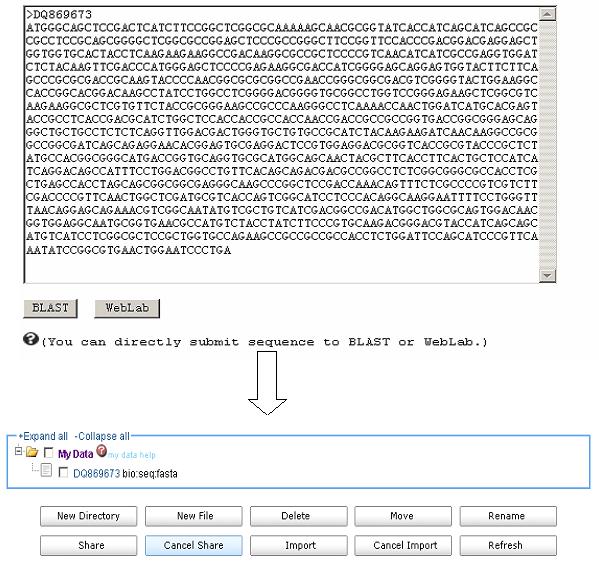 >DQ869673
ATGGGCAGCTCCGACTCATCTTCCGGCTCGGCGCAAAAAGCAACGCGGTATCACCATCAGCATCAGCCGC
CGCCTCCGCAGCGGGGCTCGGCGCCGGAGCTCCCGCCGGGCTTCCGGTTCCACCCGACGGACGAGGAGCT
GGTGGTGCACTACCTCAAGAAGAAGGCCGACAAGGCGCCGCTCCCCGTCAACATCATCGCCGAGGTGGAT
CTCTACAAGTTCGACCCATGGGAGCTCCCCGAGAAGGCGACCATCGGGGAGCAGGAGTGGTACTTCTTCA
GCCCGCGCGACCGCAAGTACCCCAACGGCGCGCGGCCGAACCGGGCGGCGACGTCGGGGTACTGGAAGGC
CACCGGCACGGACAAGCCTATCCTGGCCTCGGGGACGGGGTGCGGCCTGGTCCGGGAGAAGCTCGGCGTC
AAGAAGGCGCTCGTGTTCTACCGCGGGAAGCCGCCCAAGGGCCTCAAAACCAACTGGATCATGCACGAGT
ACCGCCTCACCGACGCATCTGGCTCCACCACCGCCACCAACCGACCGCCGCCGGTGACCGGCGGGAGCAG
GGCTGCTGCCTCTCTCAGGTTGGACGACTGGGTGCTGTGCCGCATCTACAAGAAGATCAACAAGGCCGCG
GCCGGCGATCAGCAGAGGAACACGGAGTGCGAGGACTCCGTGGAGGACGCGGTCACCGCGTACCCGCTCT
ATGCCACGGCGGGCATGACCGGTGCAGGTGCGCATGGCAGCAACTACGCTTCACCTTCACTGCTCCATCA
TCAGGACAGCCATTTCCTGGACGGCCTGTTCACAGCAGACGACGCCGGCCTCTCGGCGGGCGCCACCTCG
CTGAGCCACCTAGCAGCGGCGGCGAGGGCAAGCCCGGCTCCGACCAAACAGTTTCTCGCCCCGTCGTCTT
CGACCCCGTTCAACTGGCTCGATGCGTCACCAGTCGGCATCCTCCCACAGGCAAGGAATTTTCCTGGGTT
TAACAGGAGCAGAAACGTCGGCAATATGTCGCTGTCATCGACGGCCGACATGGCTGGCGCAGTGGACAAC
GGTGGAGGCAATGCGGTGAACGCCATGTCTACCTATCTTCCCGTGCAAGACGGGACGTACCATCAGCAGC
ATGTCATCCTCGGCGCTCCGCTGGTGCCAGAAGCCGCCGCCGCCACCTCTGGATTCCAGCATCCCGTTCA
AATATCCGGCGTGAACTGGAATCCCTGA
BLAST WebLab
?(You can directly submit sequence to BLAST or WebLab.)
+Expand all -Collapse all
My Data ? my data help
DQ869673 bio:seq:fasta
New Directory New File Delete Move Rename
Share Cancel Share Import Cancel Import Refresh